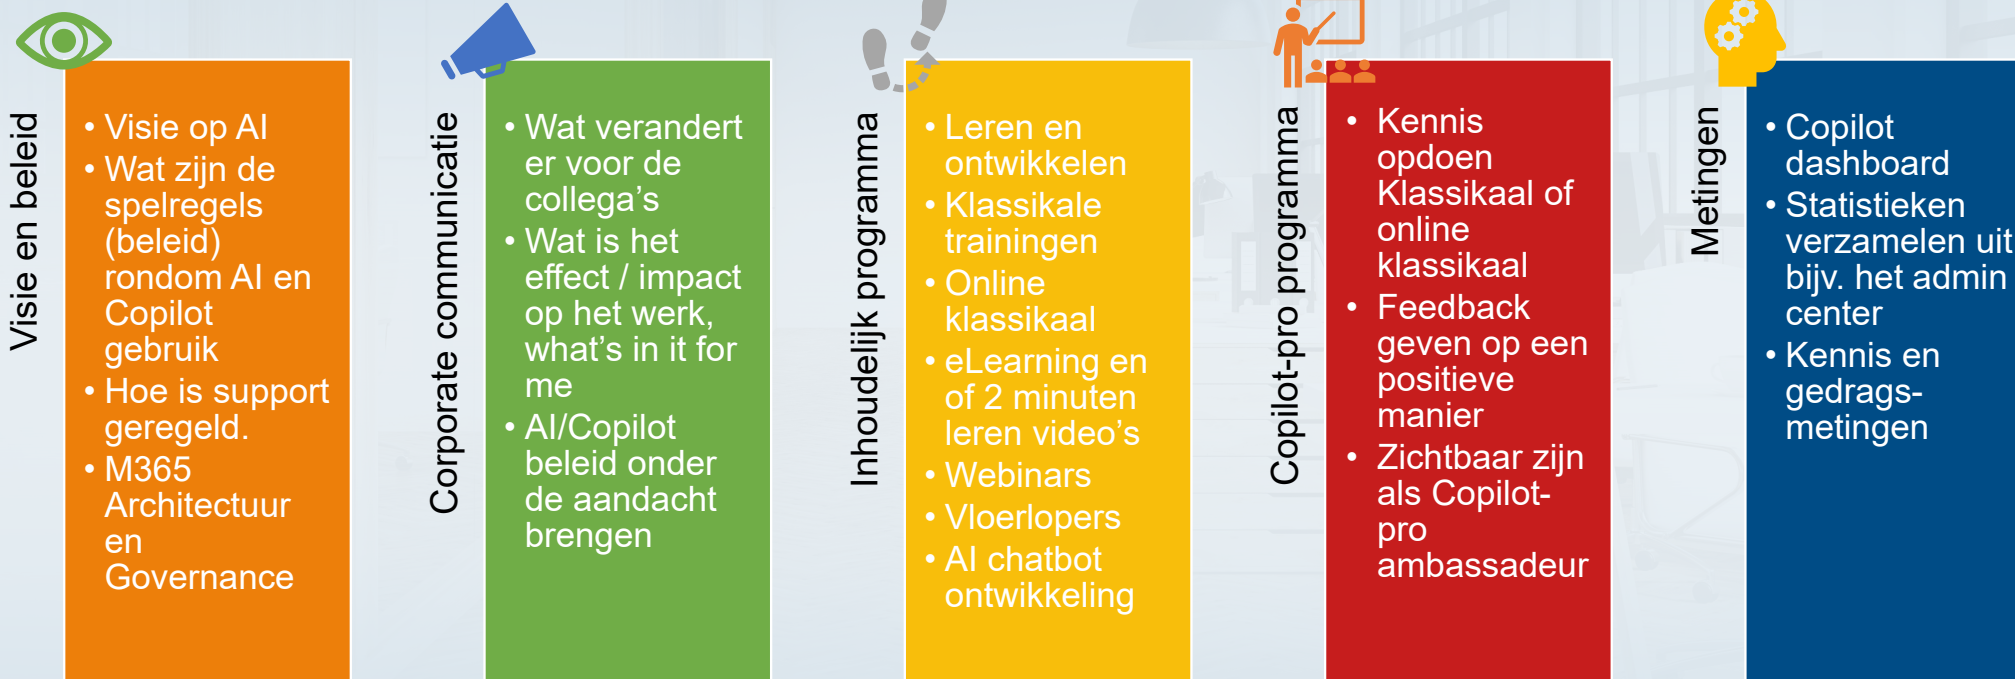 Visie en beleid
• Visie op AI
• Wat zijn de
spelregels
(beleid)
rondom AI en
Copilot
gebruik
• Hoe is support
geregeld.
• M365
Architectuur
en
Governance
Corporate communicatie
• Wat verandert
er voor de
collega's
• Wat is het
effect / impact
op het werk,
what's in it for
me
• AI/Copilot
beleid onder
de aandacht
brengen
Inhoudelijk programma
• Leren en
ontwikkelen
• Klassikale
trainingen
• Online
klassikaal
• eLearning en
of 2 minuten
leren video's
• Webinars
• Vloerlopers
• AI chatbot
ontwikkeling
Copilot-pro programma
• Kennis
opdoen
Klassikaal of
online
klassikaal
• Feedback
geven op een
positieve
manier
• Zichtbaar zijn
als Copilot-
pro
ambassadeur
Metingen
• Copilot
dashboard
• Statistieken
verzamelen uit
bijv. het admin
center
• Kennis en
gedrags-
metingen